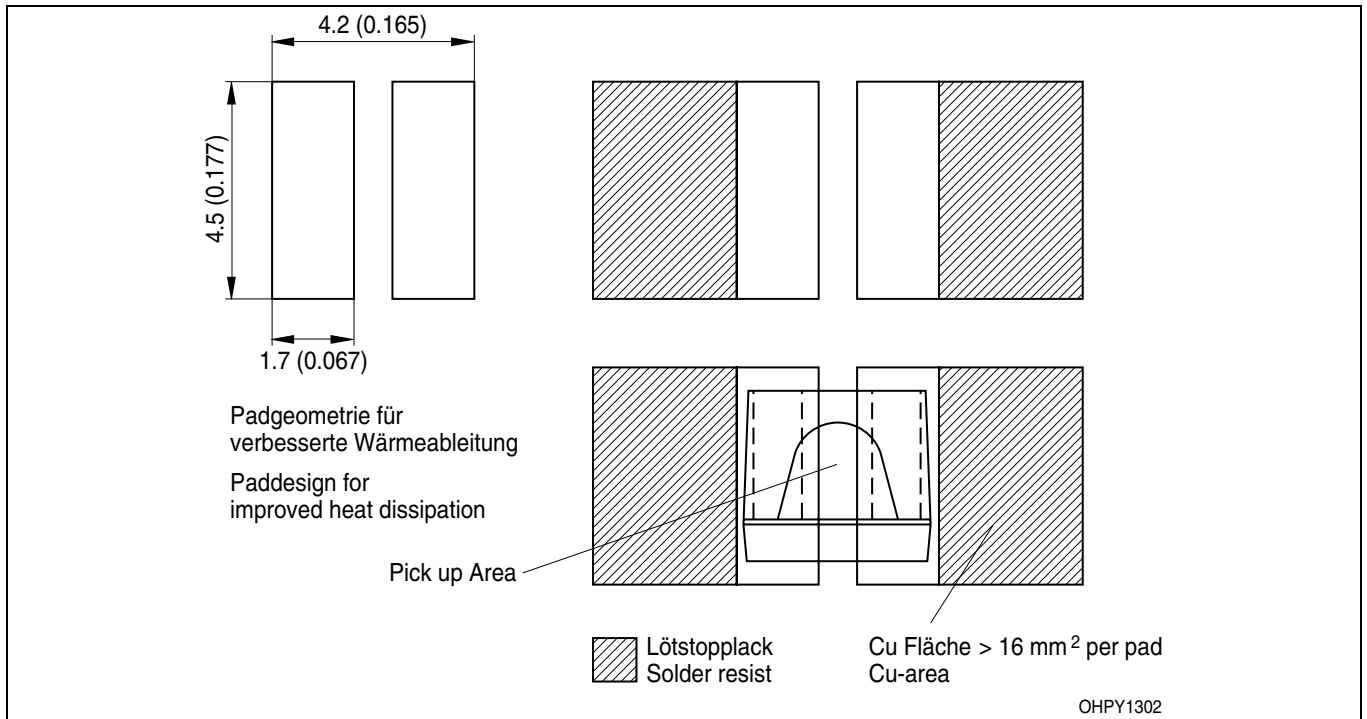 4.2 (0.165)
4.5 (0.177)
1.7 (0.067)
Padgeometrie für
verbesserte Wärmeableitung
Paddesign for
improved heat dissipation
Pick up Area
Lötstopplack
Solder resist
Cu Fläche > 16 mm² per pad
Cu-area
OHPY1302